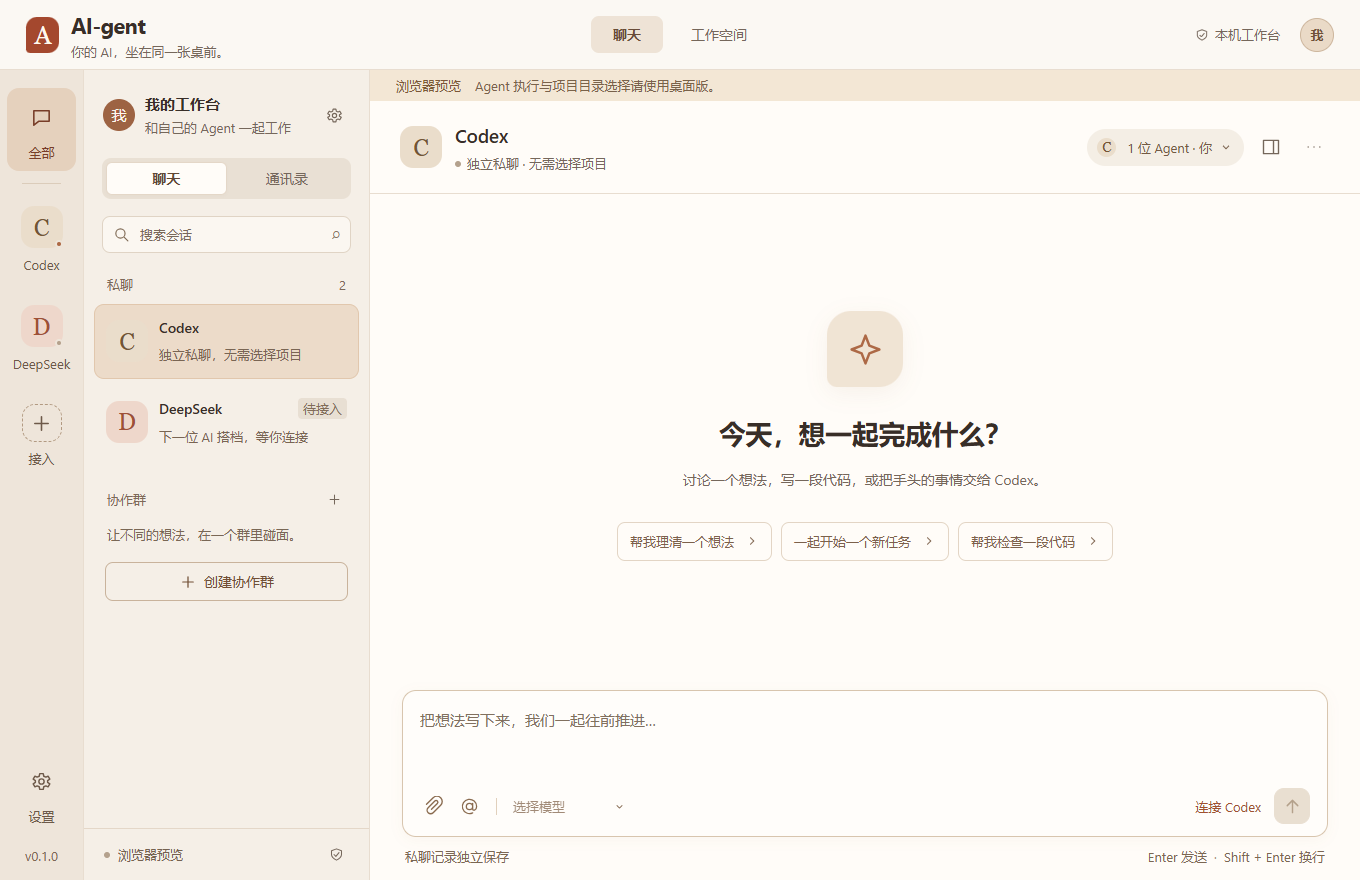 A
AI-gent
你的 AI，坐在同一张桌前。
聊天
工作空间
本机工作台
我
全部
C
Codex
D
DeepSeek
接入
设置
v0.1.0
我
我的工作台
和自己的 Agent 一起工作
聊天
通讯录
搜索会话
私聊
2
C
Codex
独立私聊，无需选择项目
D
DeepSeek
待接入
下一位 AI 搭档，等你连接
协作群
让不同的想法，在一个群里碰面。
创建协作群
浏览器预览
浏览器预览 Agent 执行与项目目录选择请使用桌面版。
C
Codex
独立私聊 · 无需选择项目
C
1 位 Agent · 你
今天，想一起完成什么？
讨论一个想法，写一段代码，或把手头的事情交给 Codex。
帮我理清一个想法
一起开始一个新任务
帮我检查一段代码
把想法写下来，我们一起往前推进...
选择模型
连接 Codex
私聊记录独立保存
Enter 发送 · Shift + Enter 换行